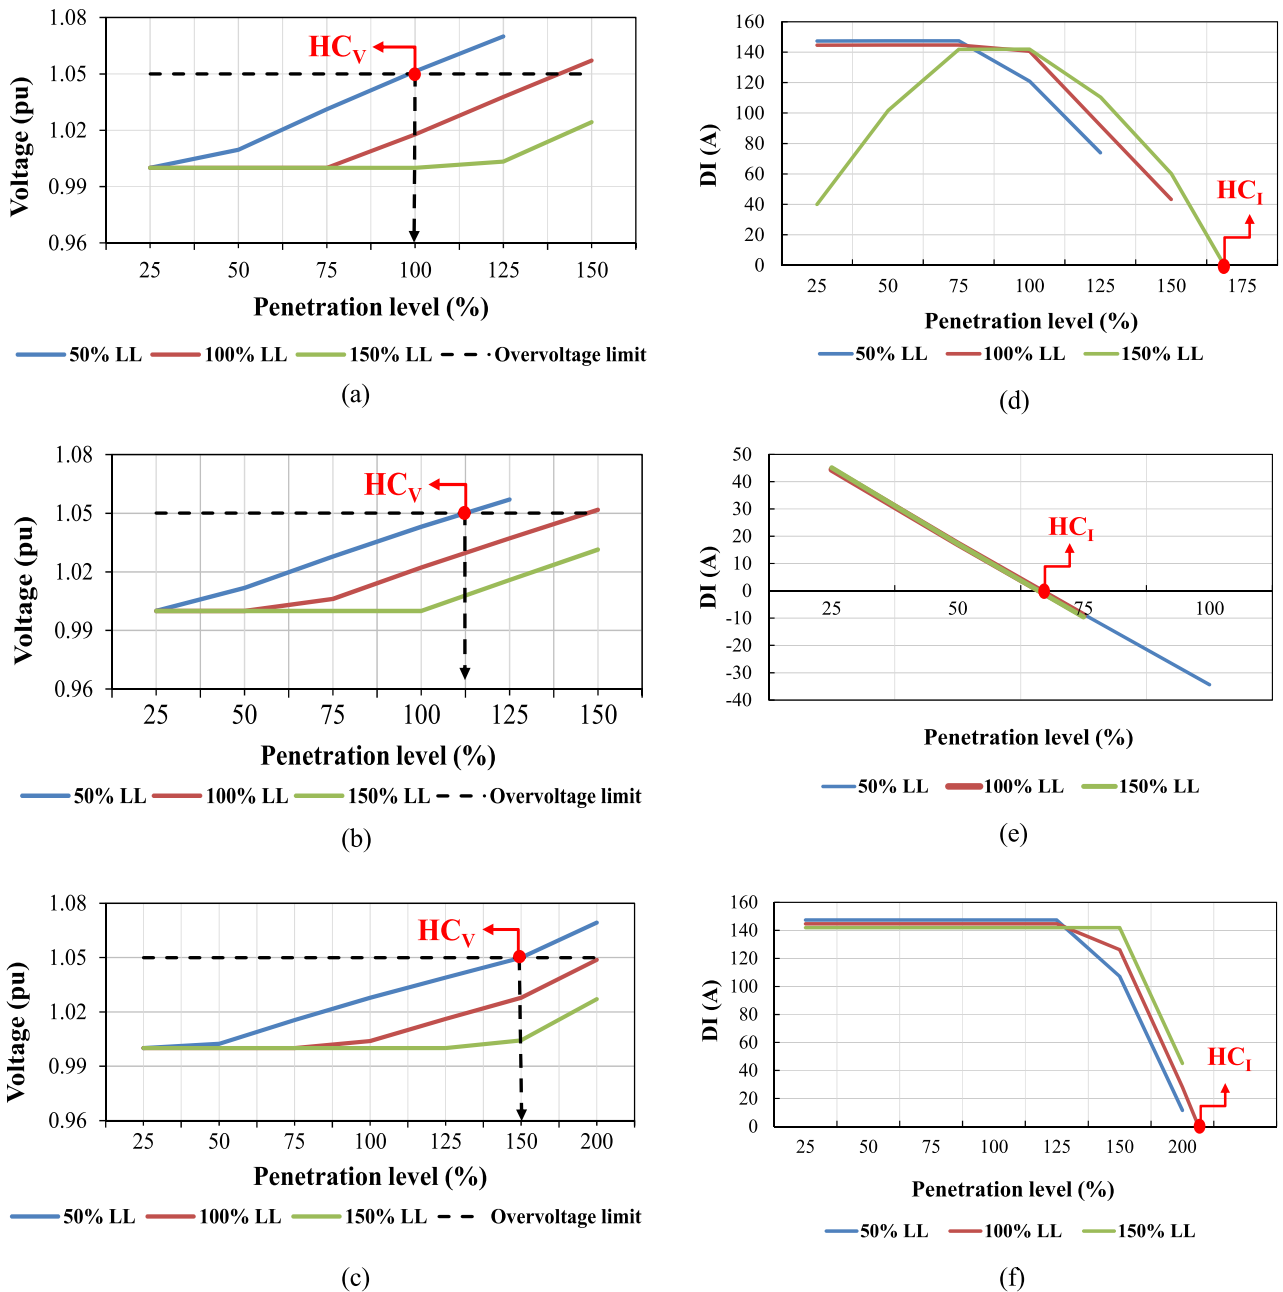 1.08
1.05
1.02
0.99
0.96
Voltage (pu)
HCV
25 50 75 100 125 150
Penetration level (%)
50% LL 100% LL 150% LL Overvoltage limit
(a)
160
140
120
100
80
60
40
20
0
DI (A)
HCI
25 50 75 100 125 175
Penetration level (%)
50% LL 100% LL 150% LL
(d)
1.08
1.05
1.02
0.99
0.96
Voltage (pu)
HCV
25 50 75 100 125 150
Penetration level (%)
50% LL 100% LL 150% LL Overvoltage limit
(b)
50
40
30
20
10
0
-10
-20
-30
-40
DI (A)
HCI
25 50 75 100
Penetration level (%)
50% LL 100% LL 150% LL
(e)
1.08
1.05
1.02
0.99
0.96
Voltage (pu)
HCV
25 50 75 100 125 150 200
Penetration level (%)
50% LL 100% LL 150% LL Overvoltage limit
(c)
160
140
120
100
80
60
40
20
0
DI (A)
HCI
25 50 75 100 125 150 200
Penetration level (%)
50% LL 100% LL 150% LL
(f)